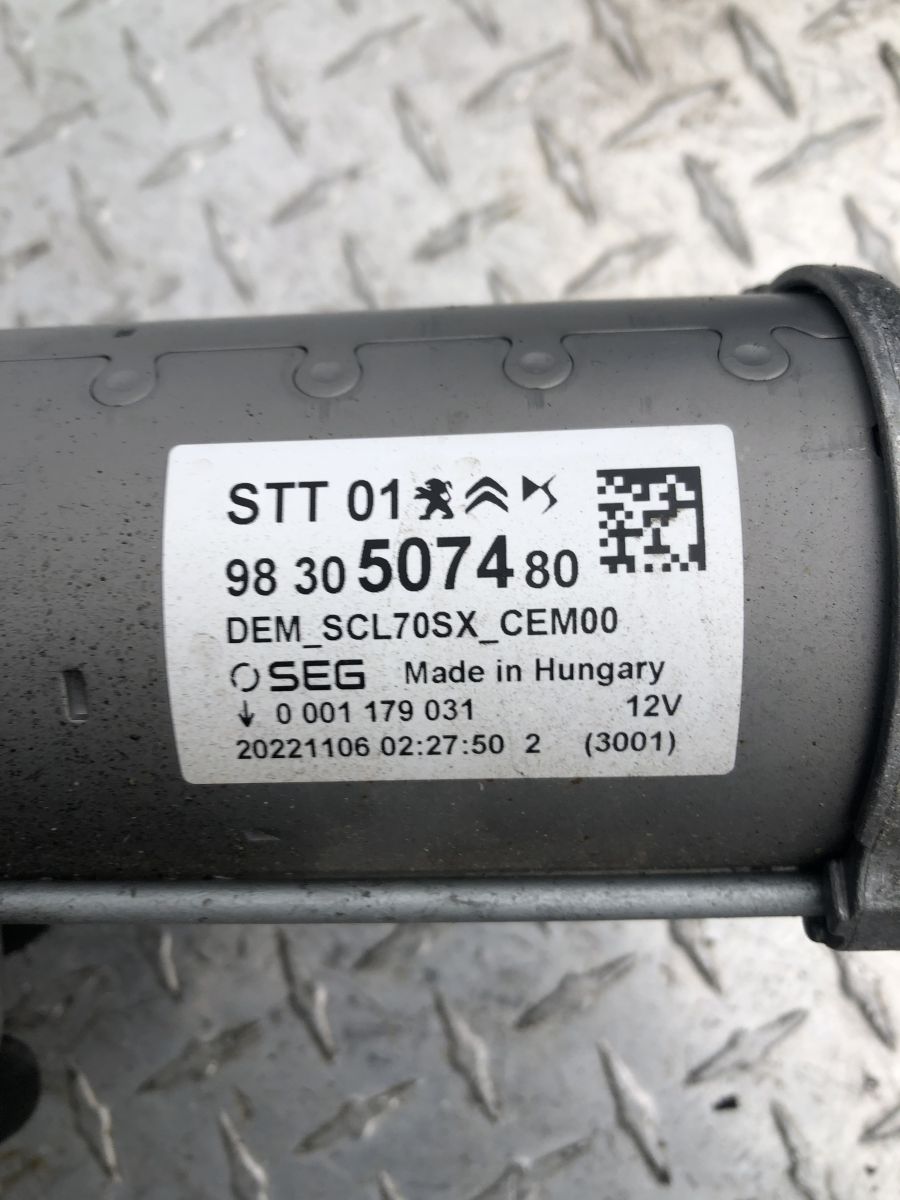 STT 01
98 30 5074 80
DEM_SCL70SX_CEM00
SEG Made in Hungary
↓ 0 001 179 031 12V
20221106 02:27:50 2 (3001)